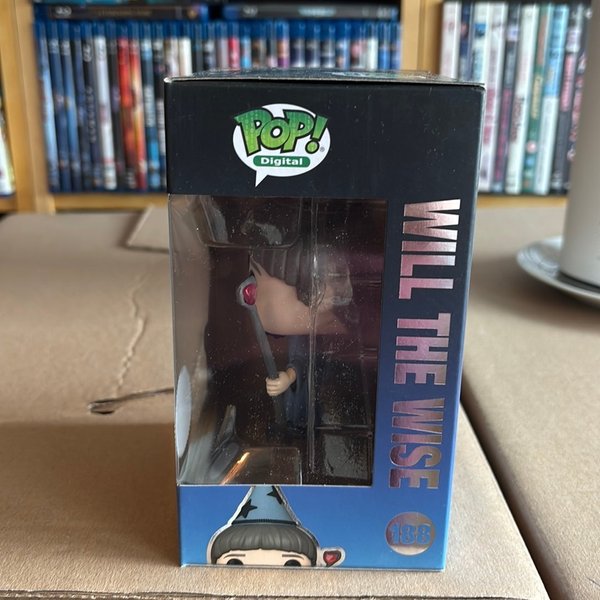 POP!
Digital
WILL THE WISE
188